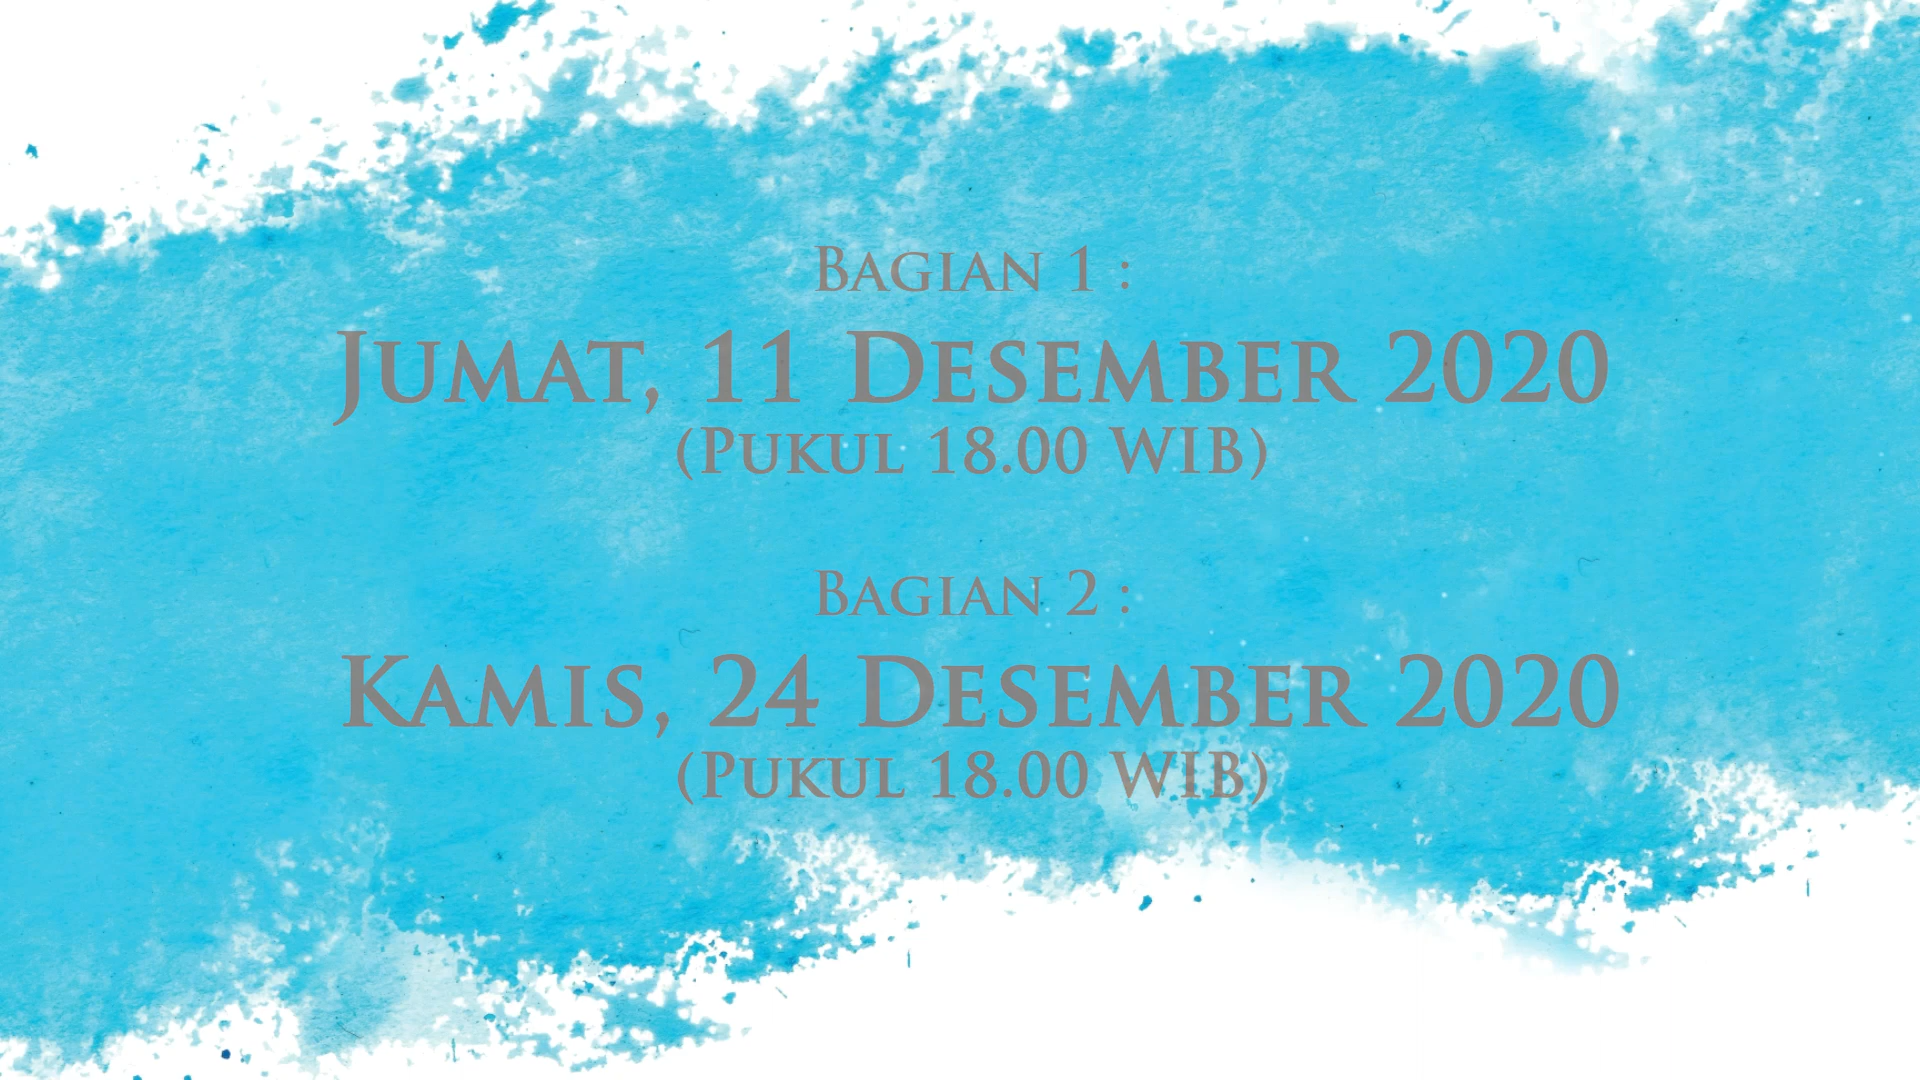 Bagian 1 :
Jumat, 11 Desember 2020
(Pukul 18.00 WIB)
Bagian 2 :
Kamis, 24 Desember 2020
(Pukul 18.00 WIB)